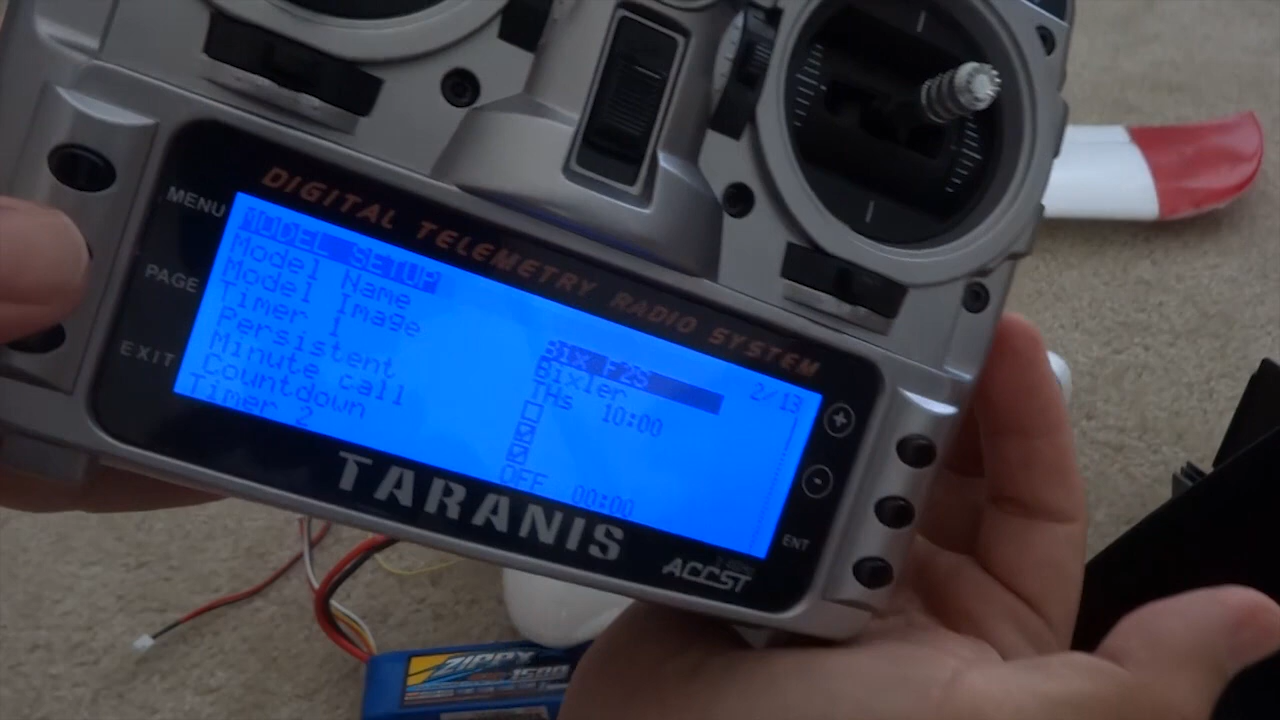 DIGITAL TELEMETRY RADIO SYSTEM
MENU
PAGE
EXIT
MODEL SETUP 2/13
Model Name Bix F2S
Model Image Bixler
Timer 1 THs 10:00
Persistent
Minute call
Countdown
Timer 2 OFF 00:00
+
-
ENT
TARANIS
ACCST
ZIPPY
1500